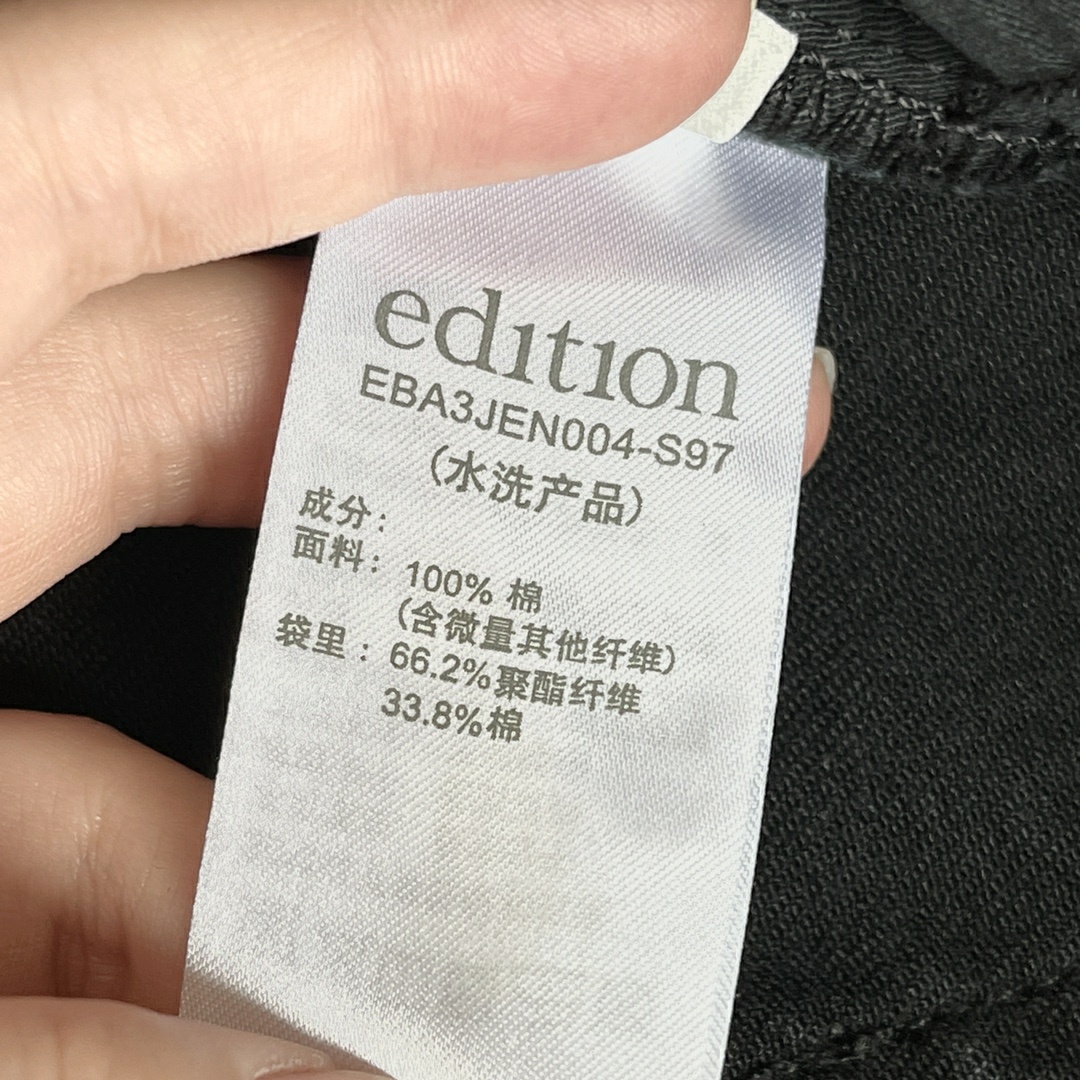 edition
EBA3JEN004-S97
(水洗产品)
成分:
面料: 100% 棉
(含微量其他纤维)
袋里: 66.2%聚酯纤维
33.8%棉